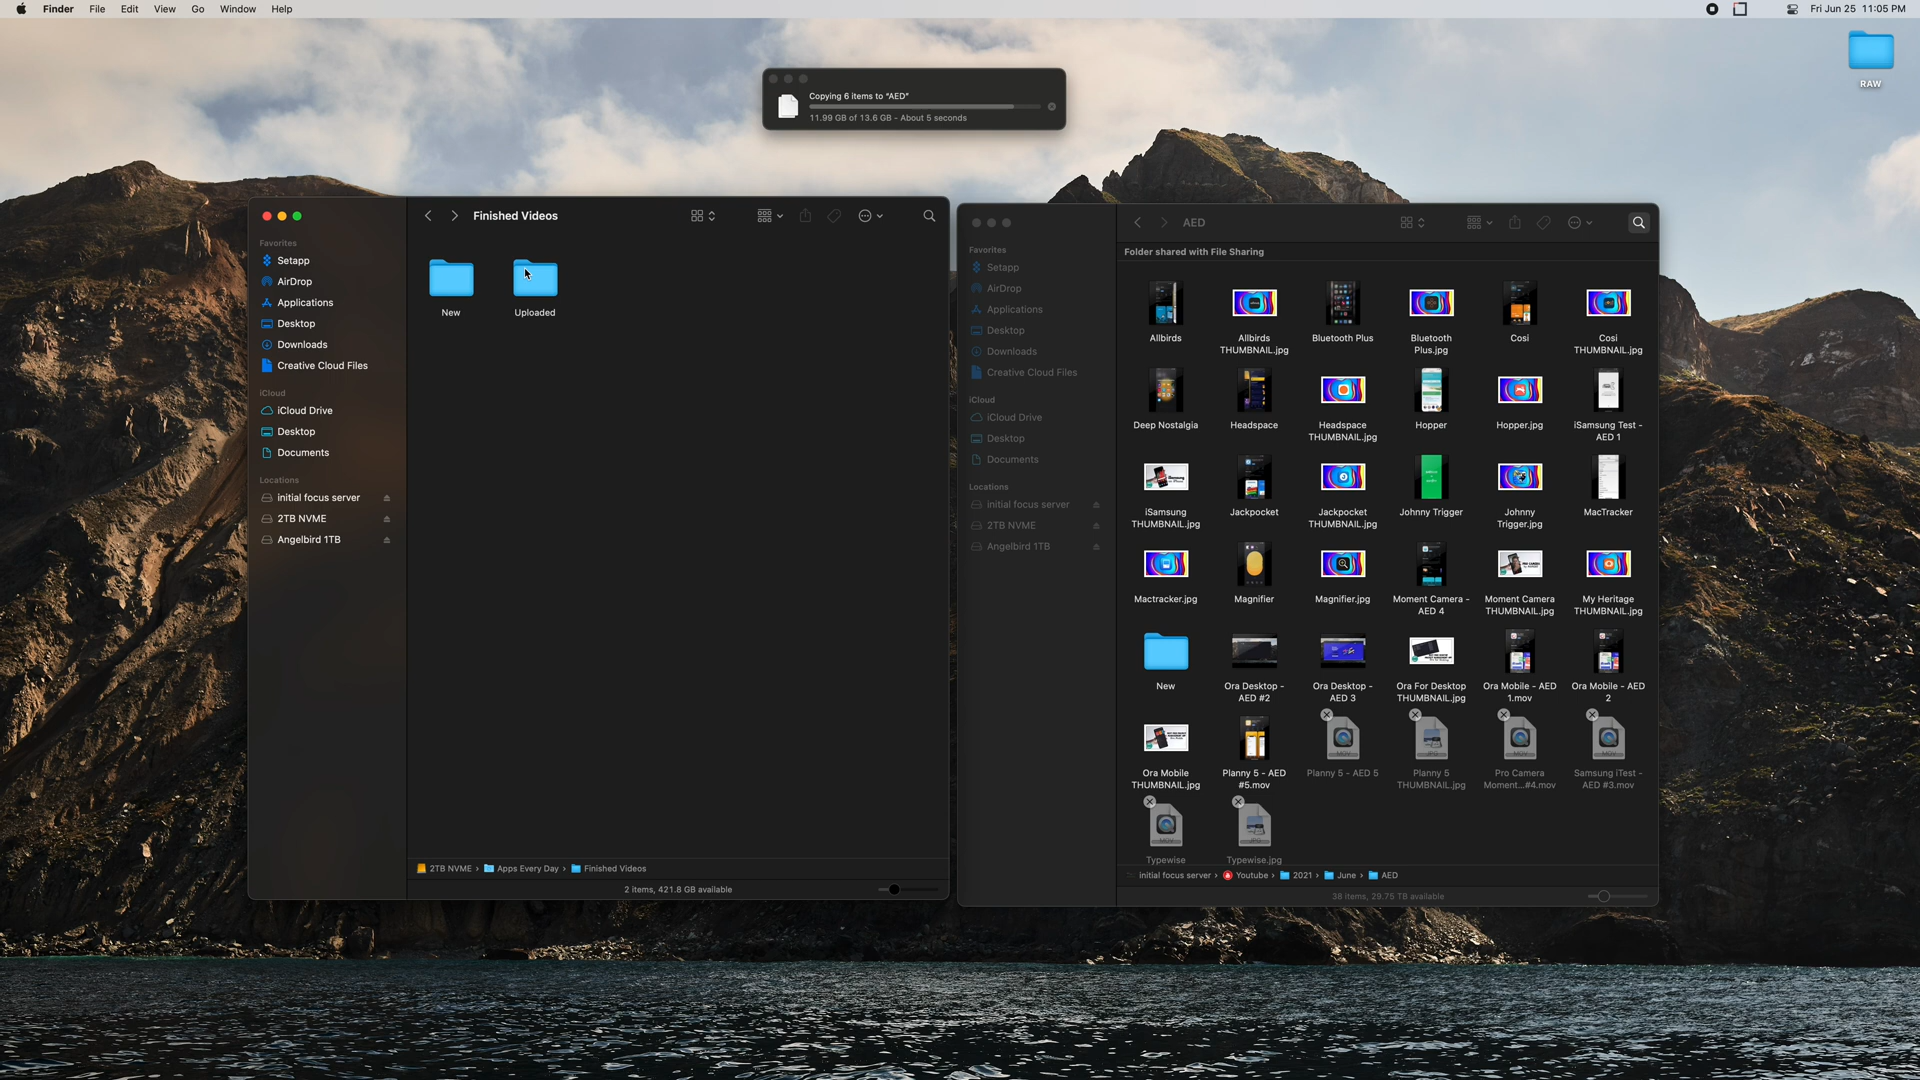 Finder File Edit View Go Window Help
Fri Jun 25 11:05 PM
RAW
Copying 6 items to "AED"
11.99 GB of 13.6 GB - About 5 seconds
Finished Videos
Favorites
Setapp
AirDrop
Applications
Desktop
Downloads
Creative Cloud Files
iCloud
iCloud Drive
Desktop
Documents
Locations
initial focus server
2TB NVME
Angelbird 1TB
New Uploaded
2TB NVME › Apps Every Day › Finished Videos
2 items, 421.8 GB available
AED
Folder shared with File Sharing
Favorites
Setapp
AirDrop
Applications
Desktop
Downloads
Creative Cloud Files
iCloud
iCloud Drive
Desktop
Documents
Locations
initial focus server
2TB NVME
Angelbird 1TB
Allbirds
Allbirds
THUMBNAIL.jpg
Bluetooth Plus
Bluetooth
Plus.jpg
Cosi
Cosi
THUMBNAIL.jpg
Deep Nostalgia
Headspace
Headspace
THUMBNAIL.jpg
Hopper
Hopper.jpg
iSamsung Test -
AED 1
iSamsung
THUMBNAIL.jpg
Jackpocket
Jackpocket
THUMBNAIL.jpg
Johnny Trigger
Johnny
Trigger.jpg
MacTracker
Mactracker.jpg
Magnifier
Magnifier.jpg
Moment Camera -
AED 4
Moment Camera
THUMBNAIL.jpg
My Heritage
THUMBNAIL.jpg
New
Ora Desktop -
AED #2
Ora Desktop -
AED 3
Ora For Desktop
THUMBNAIL.jpg
Ora Mobile - AED
1.mov
Ora Mobile - AED
2
Ora Mobile
THUMBNAIL.jpg
Planny 5 - AED
#5.mov
MOV
Planny 5 - AED 5
JPG
Planny 5
THUMBNAIL.jpg
MOV
Pro Camera
Moment...#4.mov
MOV
Samsung iTest -
AED #3.mov
MOV
Typewise
JPG
Typewise.jpg
initial focus server › Youtube › 2021 › June › AED
38 items, 29.75 TB available